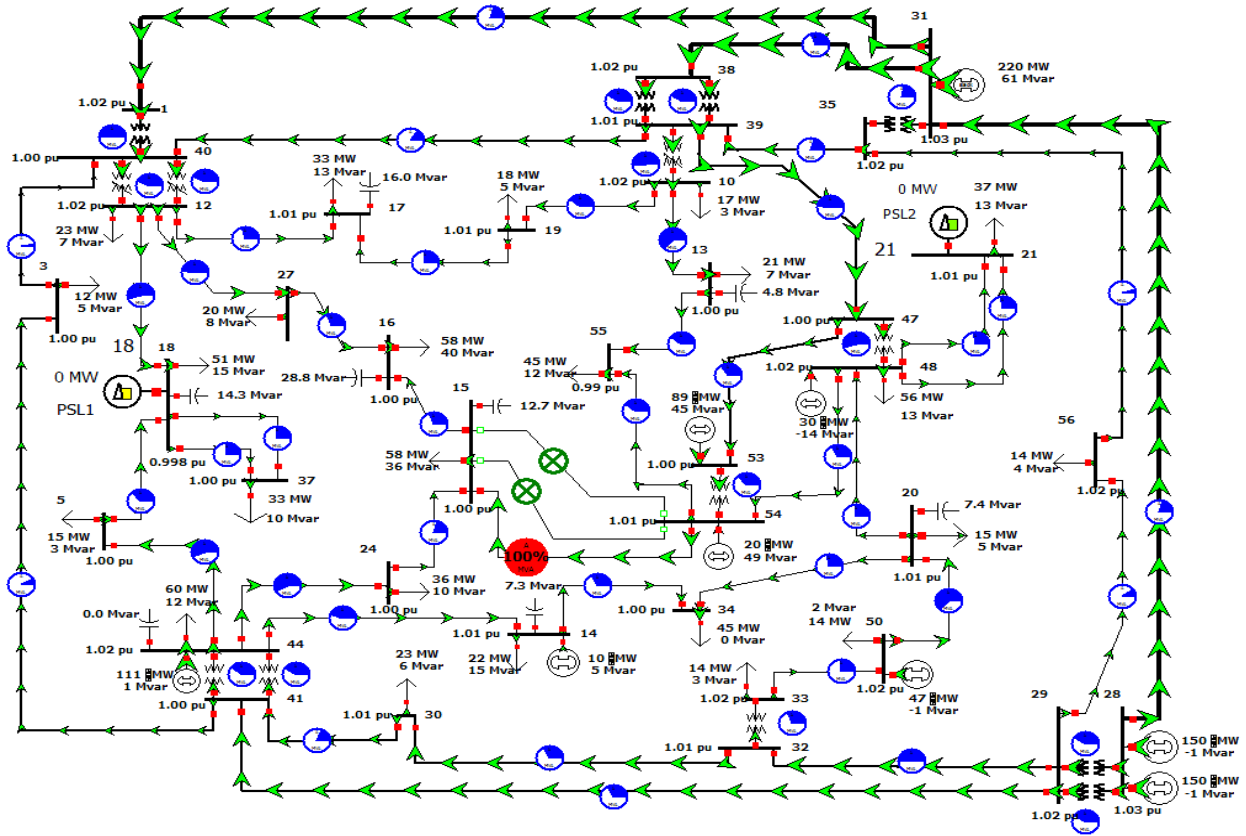 31
220 MW
61 Mvar
1.02 pu
38
35
1.02 pu
1
1.01 pu
39
1.03 pu
1.00 pu
40
33 MW
13 Mvar
16.0 Mvar
18 MW
5 Mvar
1.02 pu
10
1.02 pu
0 MW
PSL2
37 MW
13 Mvar
1.02 pu
12
1.01 pu
17
17 MW
3 Mvar
23 MW
7 Mvar
1.01 pu
19
13
21
21
1.01 pu
3
27
21 MW
7 Mvar
4.8 Mvar
12 MW
5 Mvar
20 MW
8 Mvar
16
55
1.00 pu
1.00 pu
47
1.00 pu
18
18
58 MW
40 Mvar
45 MW
12 Mvar
51 MW
15 Mvar
0.99 pu
1.02 pu
48
0 MW
PSL1
28.8 Mvar
15
89 MW
45 Mvar
56 MW
13 Mvar
14.3 Mvar
1.00 pu
12.7 Mvar
30 MW
-14 Mvar
56
0.998 pu
58 MW
36 Mvar
1.00 pu
53
14 MW
4 Mvar
1.00 pu
37
1.00 pu
1.02 pu
5
33 MW
10 Mvar
1.01 pu
54
20
7.4 Mvar
15 MW
3 Mvar
1.00 pu
24
A
100%
MVA
20 MW
49 Mvar
15 MW
5 Mvar
1.01 pu
60 MW
12 Mvar
36 MW
10 Mvar
7.3 Mvar
0.0 Mvar
1.00 pu
1.00 pu
34
2 Mvar
14 MW
50
1.02 pu
44
1.01 pu
14
45 MW
0 Mvar
111 MW
1 Mvar
23 MW
6 Mvar
22 MW
15 Mvar
10 MW
5 Mvar
14 MW
3 Mvar
1.02 pu
47 MW
-1 Mvar
1.00 pu
41
1.02 pu
33
29
28
1.01 pu
30
1.01 pu
32
150 MW
-1 Mvar
150 MW
-1 Mvar
1.02 pu
1.03 pu